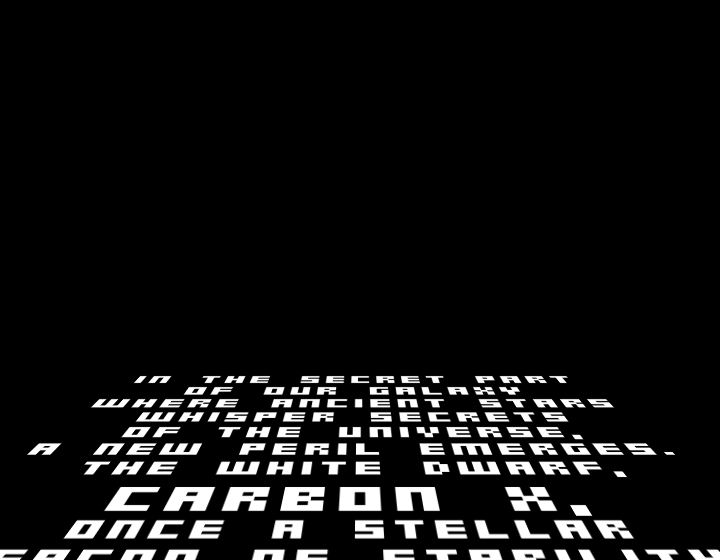 IN THE SECRET PART
OF OUR GALAXY
WHERE ANCIENT STARS
WHISPER SECRETS
OF THE UNIVERSE.
A NEW PERIL EMERGES.
THE WHITE DWARF.
CARBON X.
ONCE A STELLAR
OF